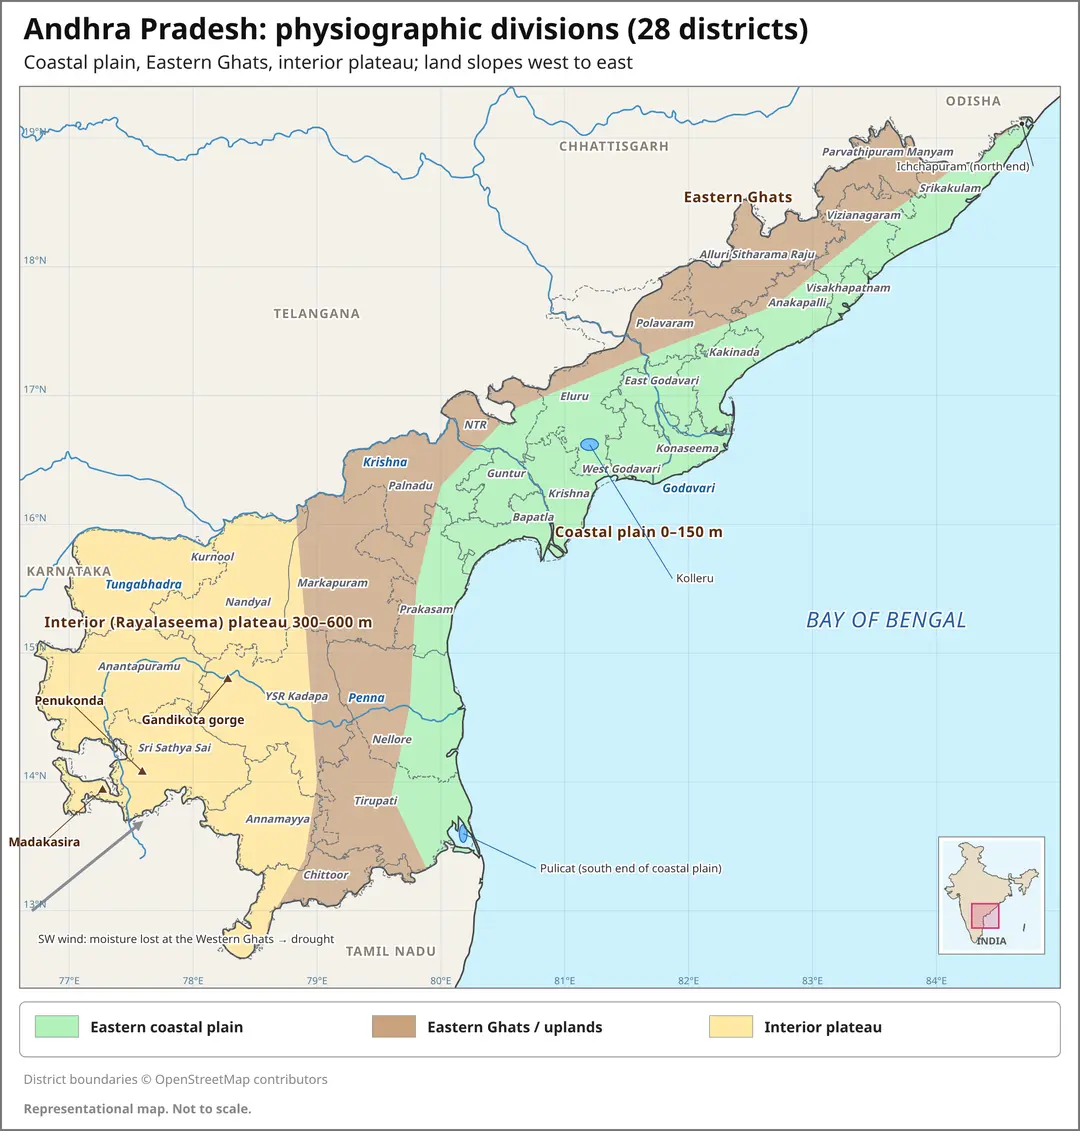 Andhra Pradesh: physiographic divisions (28 districts)
Coastal plain, Eastern Ghats, interior plateau; land slopes west to east
ODISHA
19°N
CHHATTISGARH
Parvathipuram Manyam
Ichchapuram (north end)
Srikakulam
Eastern Ghats
Vizianagaram
Alluri Sitharama Raju
18°N
Visakhapatnam
Anakapalli
TELANGANA
Polavaram
Kakinada
East Godavari
17°N
Eluru
NTR
Konaseema
Krishna
West Godavari
Guntur
Palnadu
Godavari
Krishna
16°N
Bapatla
Coastal plain 0–150 m
Kurnool
KARNATAKA
Tungabhadra
Markapuram
Kolleru
Nandyal
Prakasam
Interior (Rayalaseema) plateau 300–600 m
BAY OF BENGAL
15°N
Anantapuramu
Penukonda
YSR Kadapa
Penna
Gandikota gorge
Sri Sathya Sai
Nellore
14°N
Tirupati
Annamayya
Madakasira
Pulicat (south end of coastal plain)
Chittoor
13°N
SW wind: moisture lost at the Western Ghats → drought
TAMIL NADU
INDIA
77°E 78°E 79°E 80°E 81°E 82°E 83°E 84°E
Eastern coastal plain
Eastern Ghats / uplands
Interior plateau
District boundaries © OpenStreetMap contributors
Representational map. Not to scale.